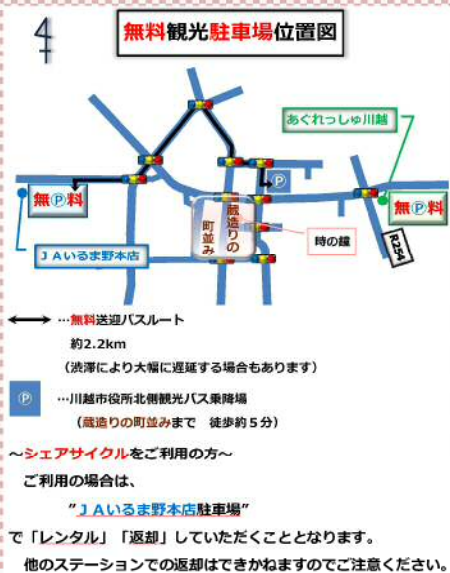 無料観光駐車場位置図
あぐれっしゅ川越
Ⓟ
無Ⓟ料
無Ⓟ料
蔵造りの
町並み
時の鐘
JAいるま野本店
R254
…無料送迎バスルート
約2.2km
(渋滞により大幅に遅延する場合もあります)
Ⓟ …川越市役所北側観光バス乗降場
(蔵造りの町並みまで 徒歩約5分)
～シェアサイクルをご利用の方～
ご利用の場合は、
”JAいるま野本店駐車場”
で「レンタル」「返却」していただくこととなります。
他のステーションでの返却はできかねますのでご注意ください。